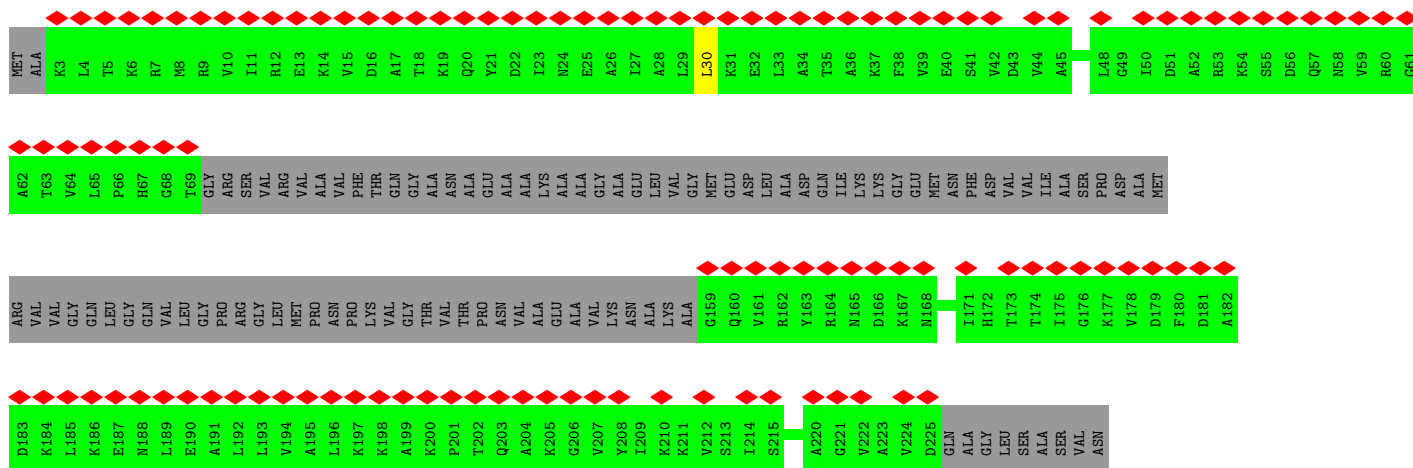 MET ALA K3 L4 T5 K6 R7 M8 R9 V10 I11 R12 E13 K14 V15 D16 A17 T18 K19 Q20 Y21 D22 I23 N24 E25 A26 I27 A28 L29 L30 K31 E32 L33 A34 T35 A36 K37 F38 V39 E40 S41 V42 D43 V44 A45 L48 G49 I50 D51 A52 R53 K54 S55 D56 Q57 N58 V59 R60 G61
A62 T63 V64 L65 P66 H67 G68 T69 GLY ARG SER VAL ARG VAL ALA VAL PHE THR GLN GLY ALA ASN ALA GLU ALA ALA LYS ALA ALA GLY ALA GLU LEU VAL GLY MET GLU ASP LEU ALA ASP GLN ILE LYS LYS GLY GLU MET ASN PHE ASP VAL VAL ILE ALA SER PRO ASP ALA MET
ARG VAL VAL GLY GLN LEU GLY GLN VAL LEU GLY PRO ARG GLY LEU MET PRO ASN PRO LYS VAL GLY THR VAL THR PRO ASN VAL ALA GLU ALA VAL LYS ASN ALA LYS ALA G159 Q160 V161 R162 Y163 R164 N165 D166 K167 N168 I171 H172 T173 T174 I175 G176 K177 V178 D179 F180 D181 A182
D183 K184 L185 K186 E187 N188 L189 E190 A191 L192 L193 V194 A195 L196 K197 K198 A199 K200 P201 T202 Q203 A204 K205 G206 V207 Y208 I209 K210 K211 V212 S213 I214 S215 A220 G221 V222 A223 V224 D225 GLN ALA GLY LEU SER ALA SER VAL ASN